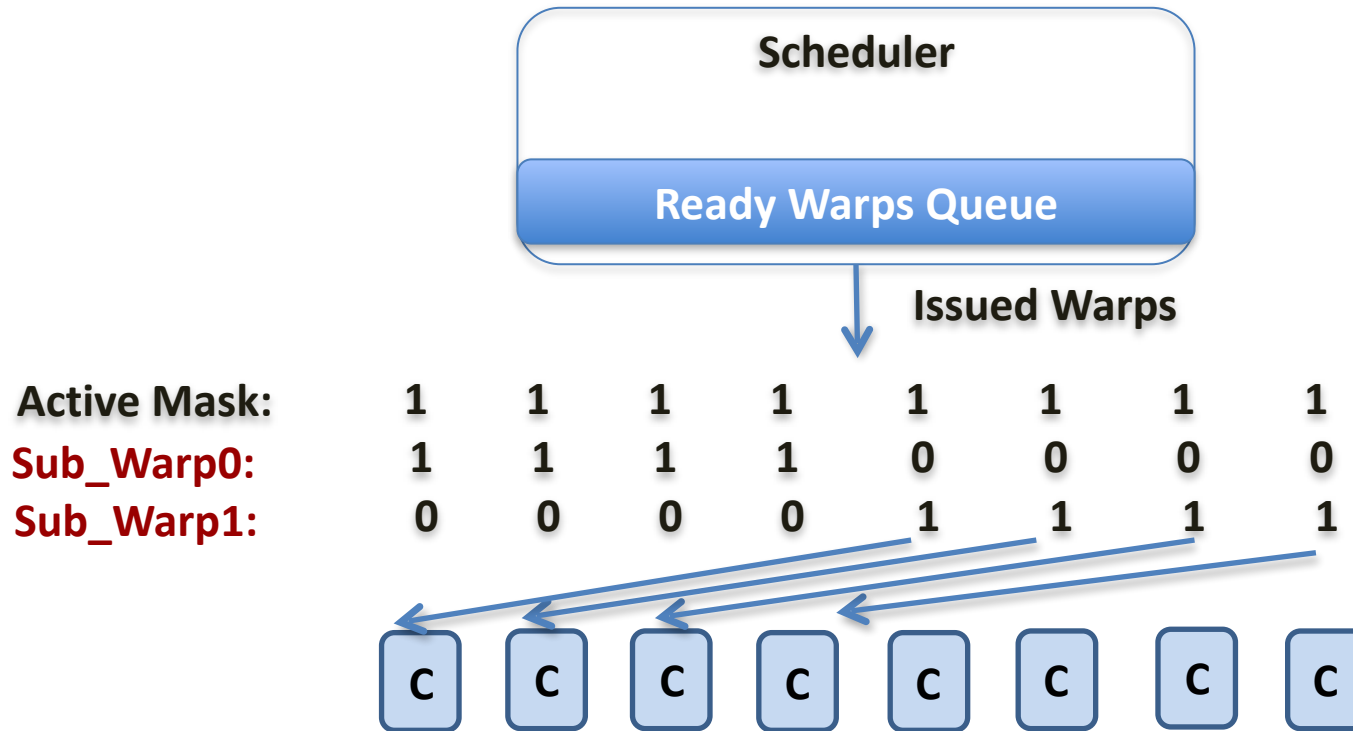 Scheduler
Ready Warps Queue
Issued Warps
Active Mask: 1 1 1 1 1 1 1 1
Sub_Warp0: 1 1 1 1 0 0 0 0
Sub_Warp1: 0 0 0 0 1 1 1 1
C C C C C C C C